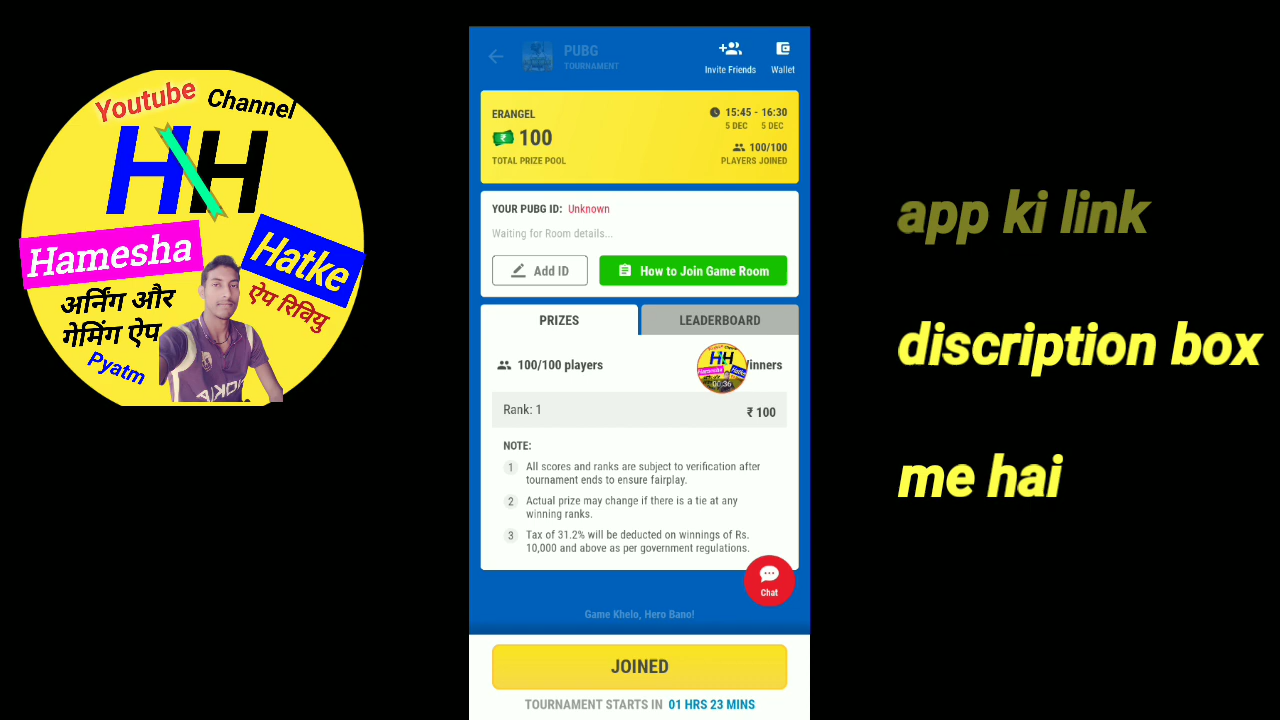 Youtube Channel
HH
Hamesha
Hatke
अर्निंग और
गेमिंग ऐप
ऐप रिवियु
Pyatm
PUBG
TOURNAMENT
Invite Friends
Wallet
ERANGEL
₹ 100
TOTAL PRIZE POOL
15:45 - 16:30
5 DEC 5 DEC
100/100
PLAYERS JOINED
YOUR PUBG ID: Unknown
Waiting for Room details...
Add ID
How to Join Game Room
PRIZES
LEADERBOARD
100/100 players
HH
Hamesha
Hatke
00:36
Rank: 1
₹ 100
NOTE:
1 All scores and ranks are subject to verification after
tournament ends to ensure fairplay.
2 Actual prize may change if there is a tie at any
winning ranks.
3 Tax of 31.2% will be deducted on winnings of Rs.
10,000 and above as per government regulations.
Chat
Game Khelo, Hero Bano!
JOINED
TOURNAMENT STARTS IN 01 HRS 23 MINS
app ki link
discription box
me hai